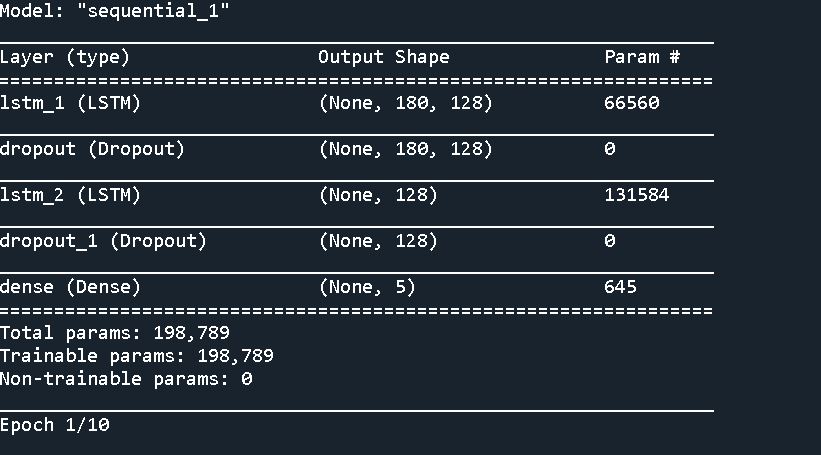 Model: "sequential_1"
Layer (type) Output Shape Param #
=================================================================
lstm_1 (LSTM) (None, 180, 128) 66560
dropout (Dropout) (None, 180, 128) 0
lstm_2 (LSTM) (None, 128) 131584
dropout_1 (Dropout) (None, 128) 0
dense (Dense) (None, 5) 645
=================================================================
Total params: 198,789
Trainable params: 198,789
Non-trainable params: 0
Epoch 1/10